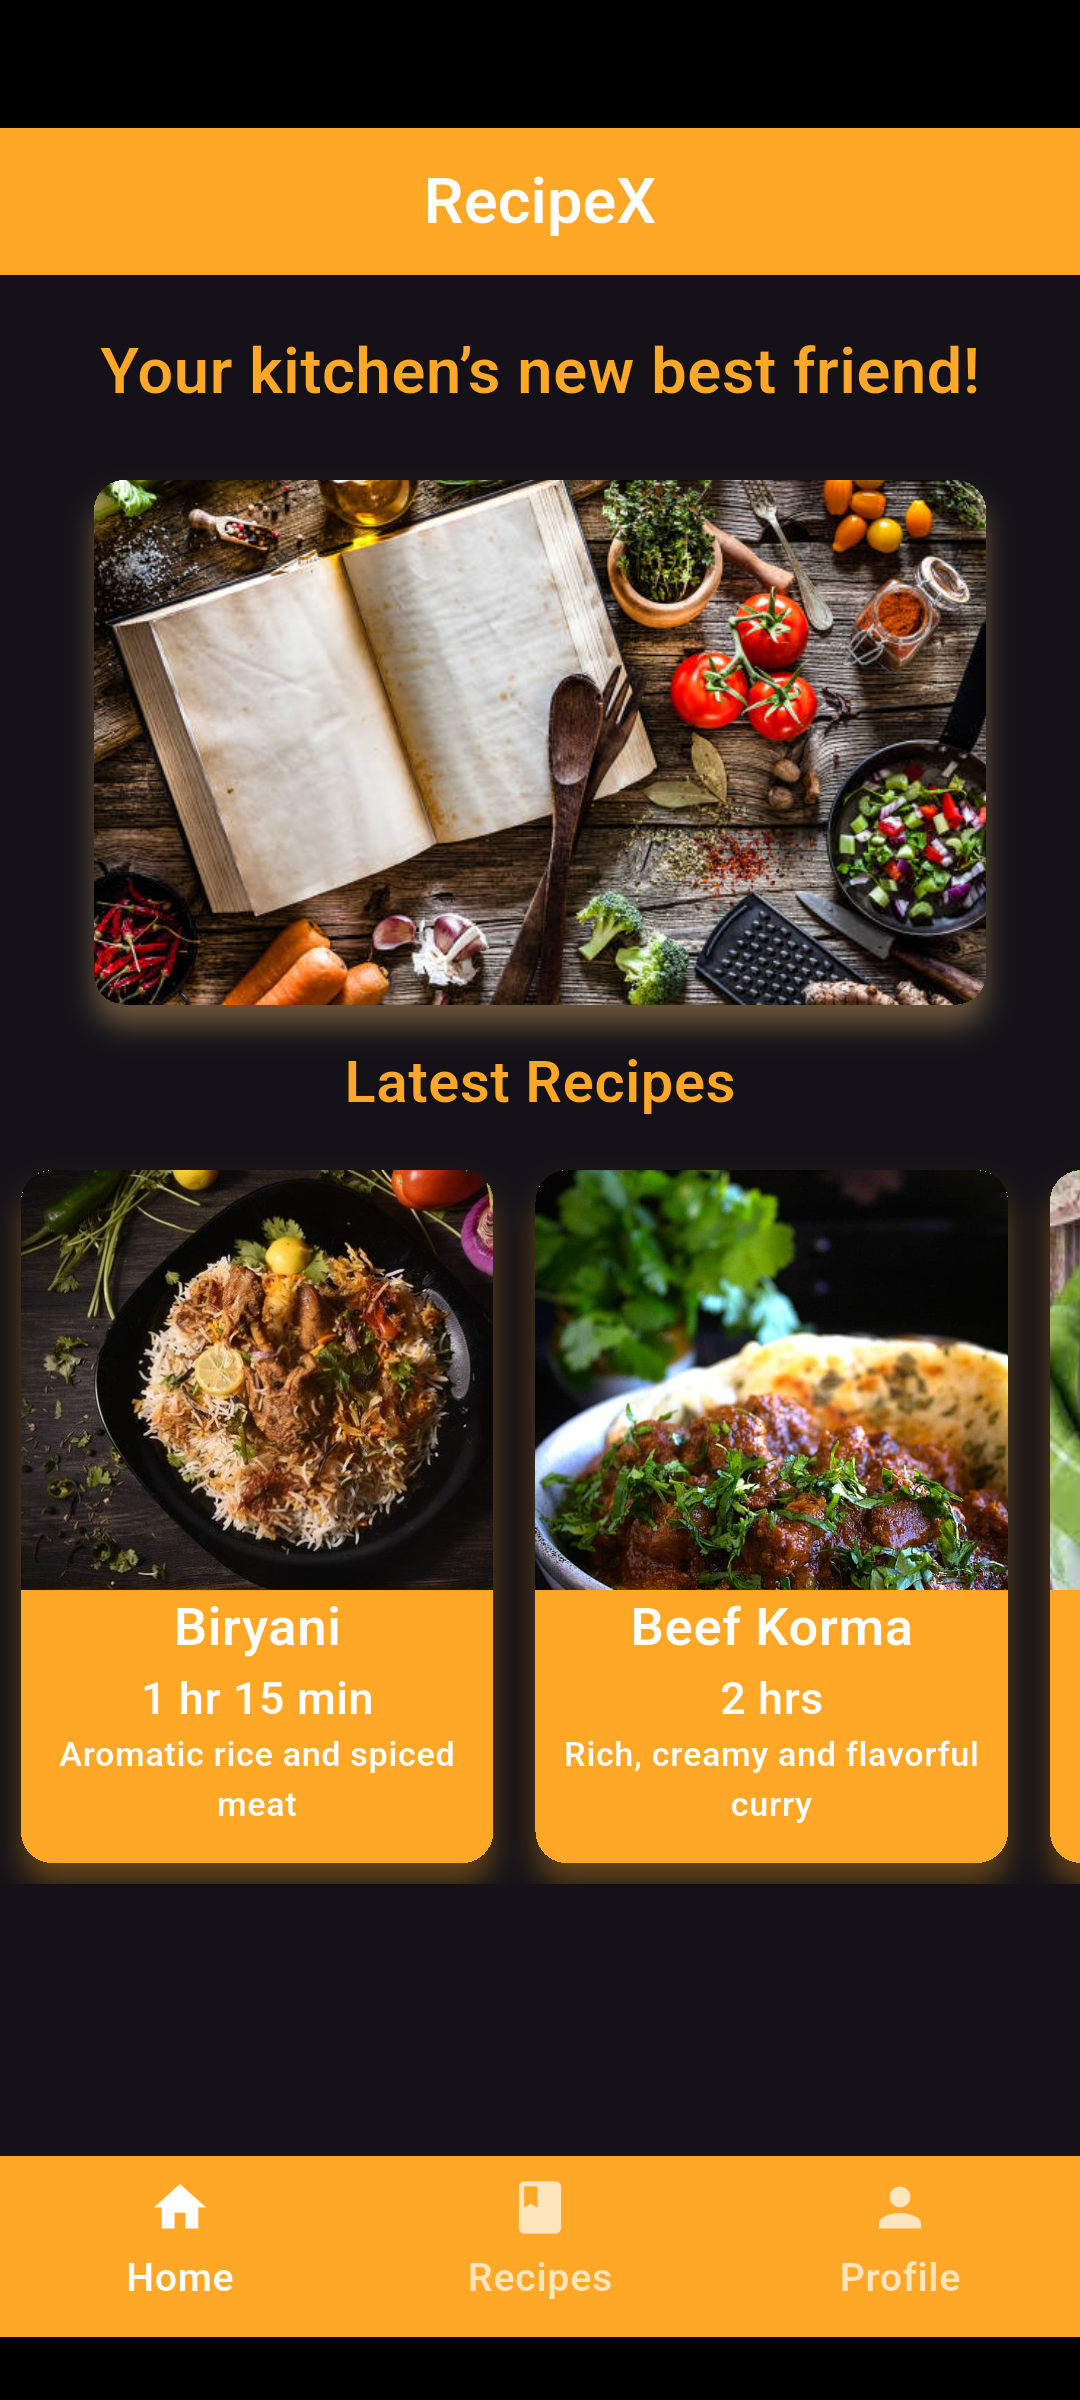 RecipeX
Your kitchen’s new best friend!
Latest Recipes
Biryani
1 hr 15 min
Aromatic rice and spiced
meat
Beef Korma
2 hrs
Rich, creamy and flavorful
curry
Home
Recipes
Profile